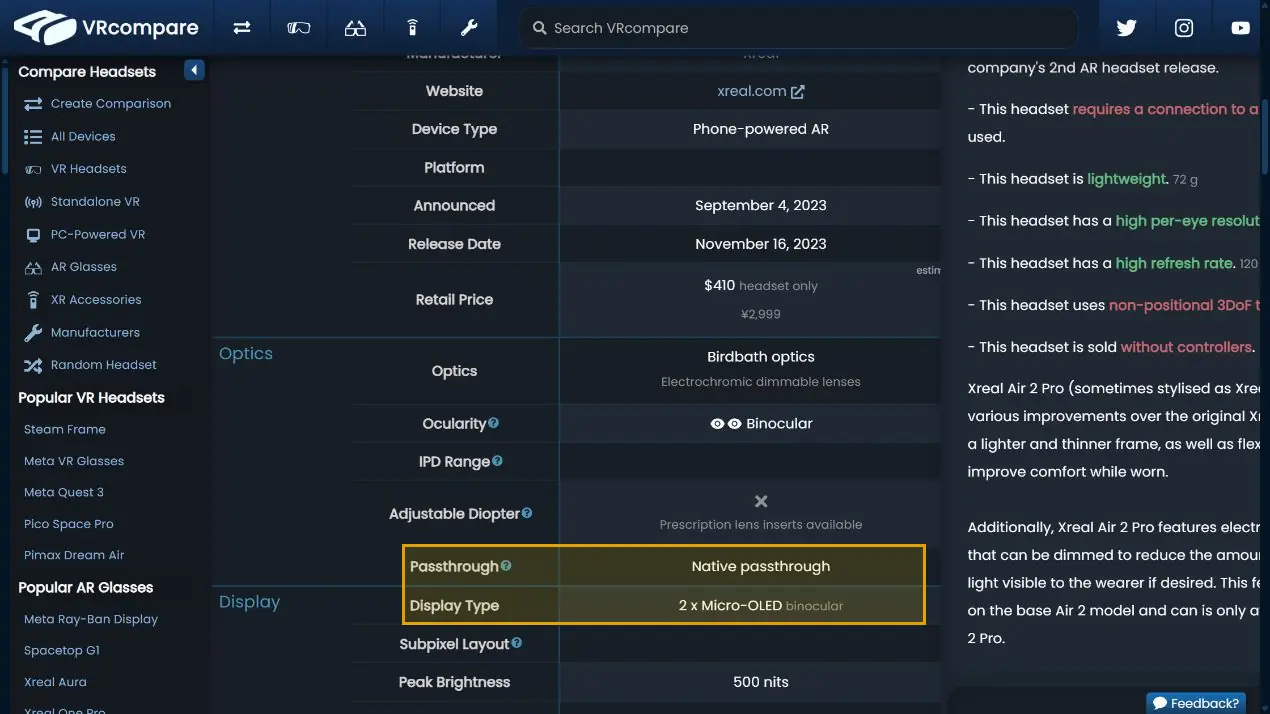 VRcompare
Search VRcompare
Compare Headsets
Create Comparison
All Devices
VR Headsets
Standalone VR
PC-Powered VR
AR Glasses
XR Accessories
Manufacturers
Random Headset
Popular VR Headsets
Steam Frame
Meta VR Glasses
Meta Quest 3
Pico Space Pro
Pimax Dream Air
Popular AR Glasses
Meta Ray-Ban Display
Spacetop G1
Xreal Aura
Xreal One Pro
Manufacturer Xreal
Website xreal.com
Device Type Phone-powered AR
Platform
Announced September 4, 2023
Release Date November 16, 2023
estim
Retail Price $410 headset only
¥2,999
Optics
Optics Birdbath optics
Electrochromic dimmable lenses
Ocularity Binocular
IPD Range
Adjustable Diopter
Prescription lens inserts available
Passthrough Native passthrough
Display
Display Type 2 x Micro-OLED binocular
Subpixel Layout
Peak Brightness 500 nits
company's 2nd AR headset release.
- This headset requires a connection to a
used.
- This headset is lightweight. 72 g
- This headset has a high per-eye resolut
- This headset has a high refresh rate. 120
- This headset uses non-positional 3DoF t
- This headset is sold without controllers.
Xreal Air 2 Pro (sometimes stylised as Xre
various improvements over the original X
a lighter and thinner frame, as well as flex
improve comfort while worn.
Additionally, Xreal Air 2 Pro features electr
that can be dimmed to reduce the amou
light visible to the wearer if desired. This fe
on the base Air 2 model and can is only a
2 Pro.
Feedback?